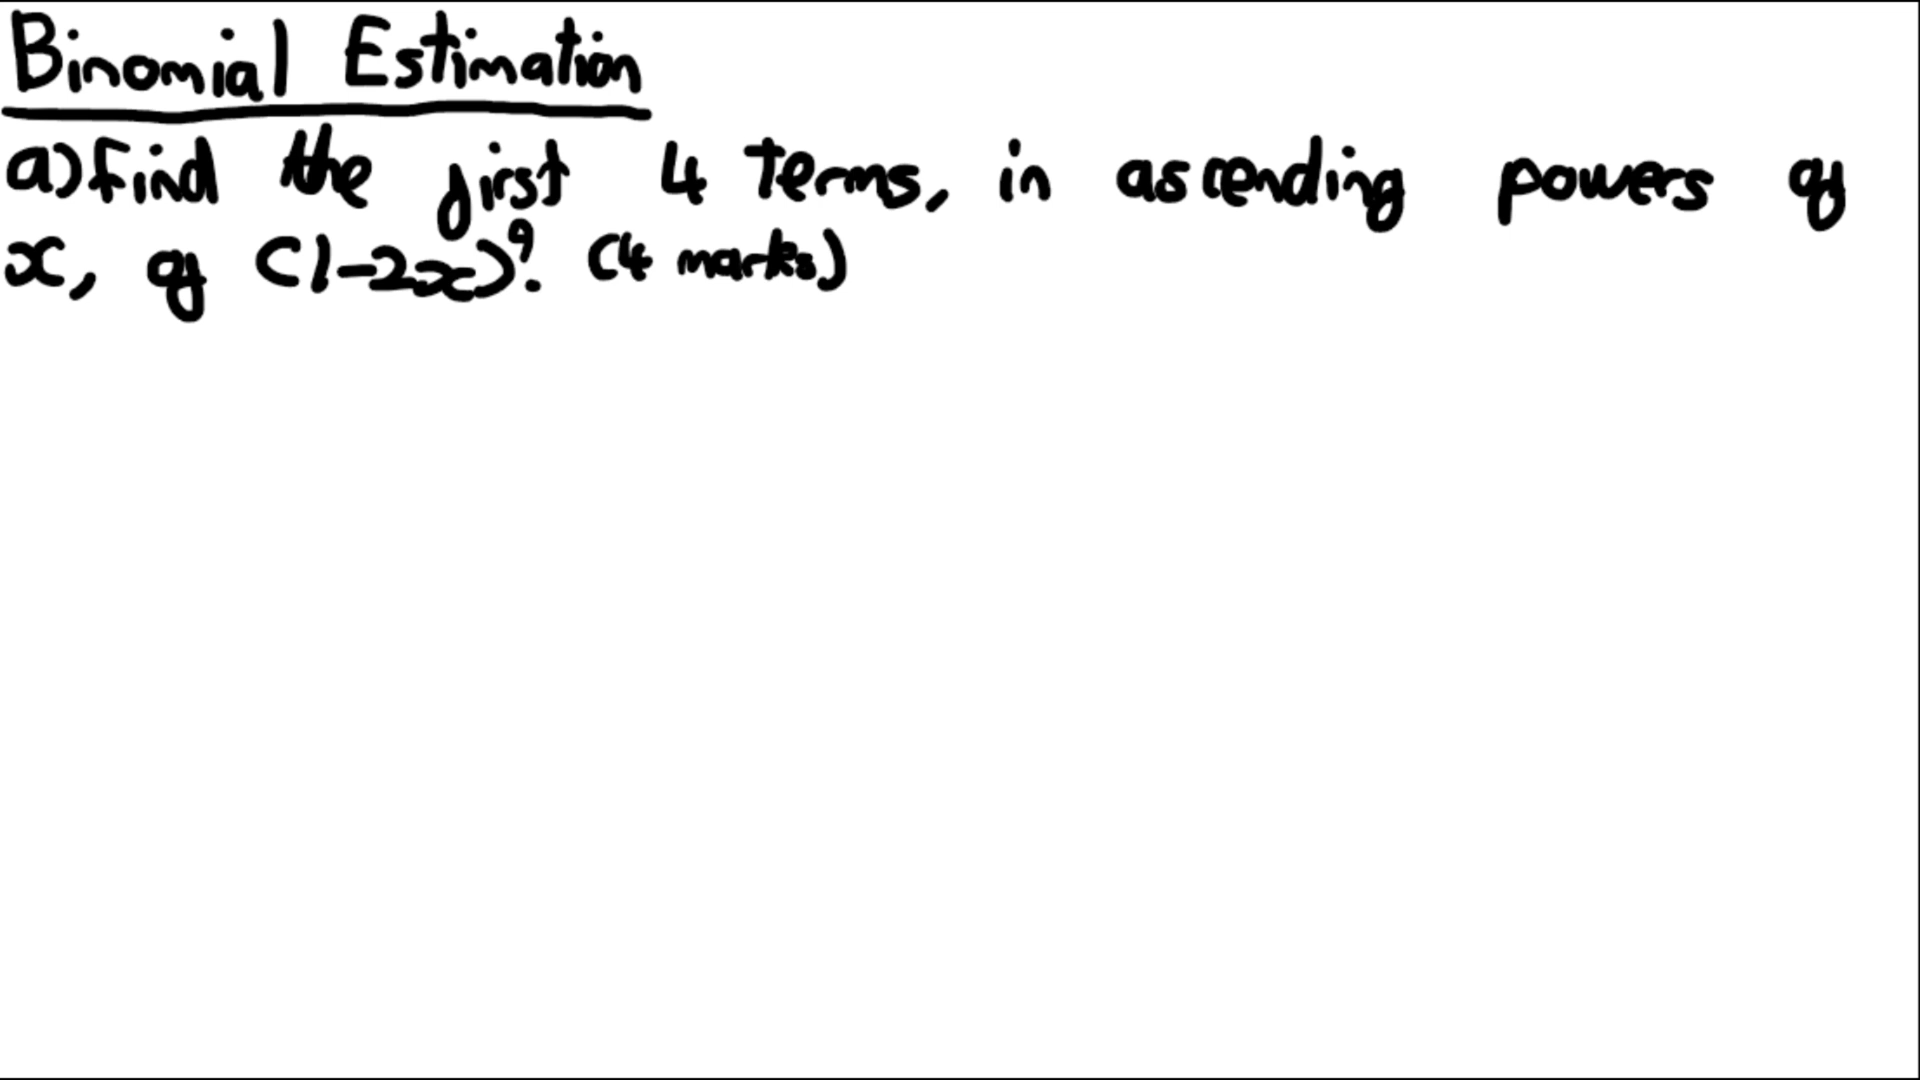 Binomial Estimation
a) Find the first 4 terms, in ascending powers of
x, of (1-2x)⁹. (4 marks)